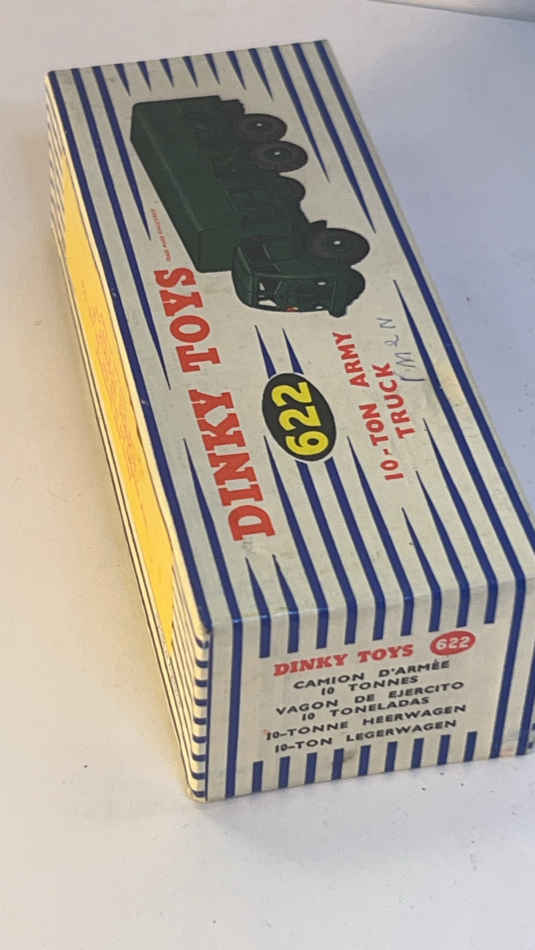 DINKY TOYS
622
10-TON ARMY
TRUCK
DINKY TOYS 622
CAMION D'ARMÉE
10 TONNES
VAGON DE EJERCITO
10 TONELADAS
10-TONNE HEERWAGEN
10-TON LEGERWAGEN